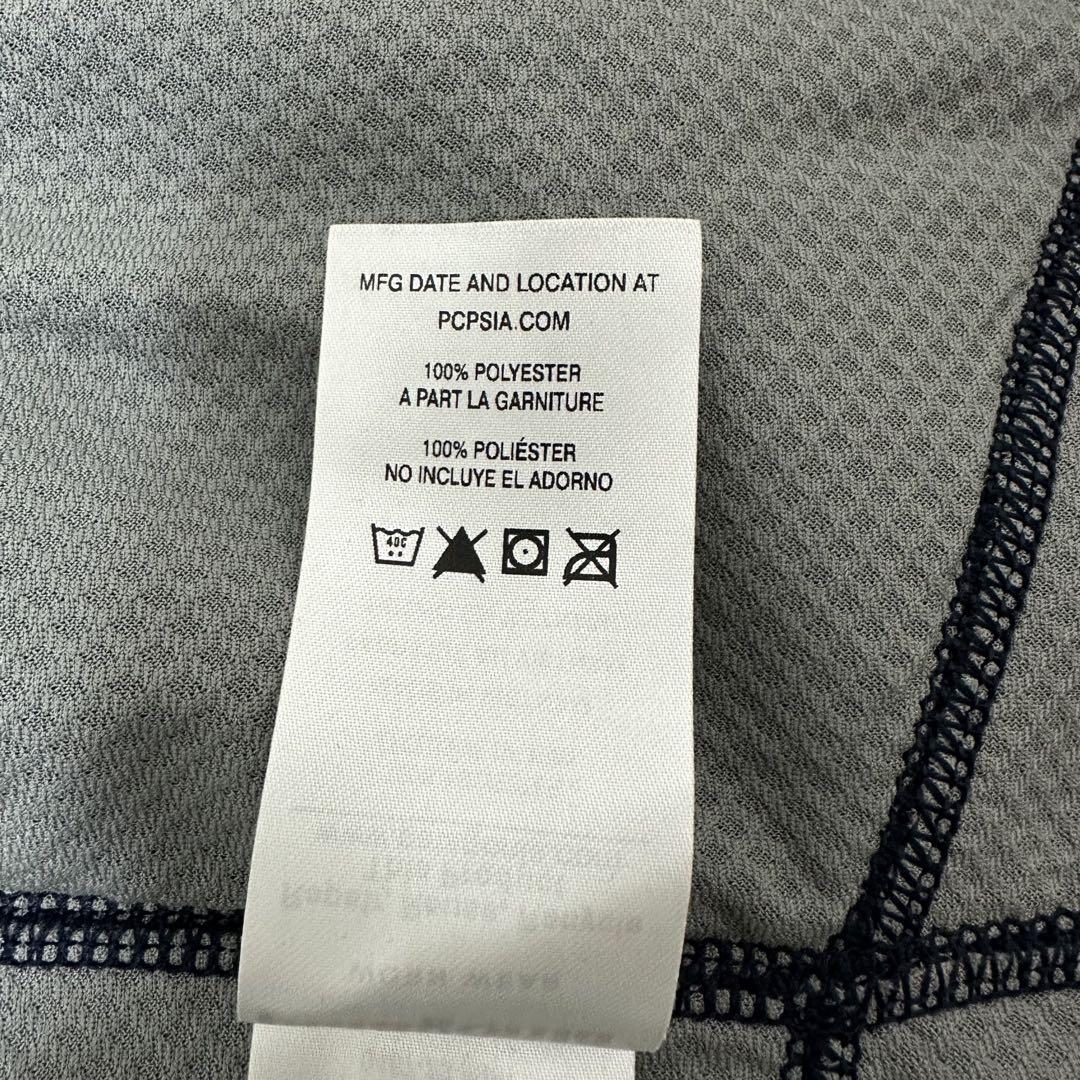 MFG DATE AND LOCATION AT
PCPSIA.COM
100% POLYESTER
A PART LA GARNITURE
100% POLIÉSTER
NO INCLUYE EL ADORNO
40C